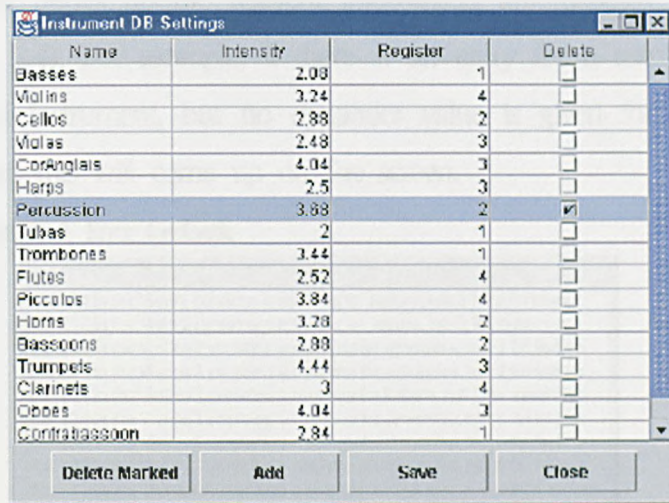 Instrument DB Settings
Name Intensity Register Delete
Basses 2.08 1
Violins 3.24 4
Cellos 2.88 2
Violas 2.48 3
CorAnglais 4.04 3
Harps 2.5 3
Percussion 3.68 2
Tubas 2 1
Trombones 3.44 1
Flutes 2.52 4
Piccolos 3.84 4
Horns 3.28 2
Bassoons 2.88 2
Trumpets 4.44 3
Clarinets 3 4
Oboes 4.04 3
Contrabassoon 2.84 1
Delete Marked Add Save Close